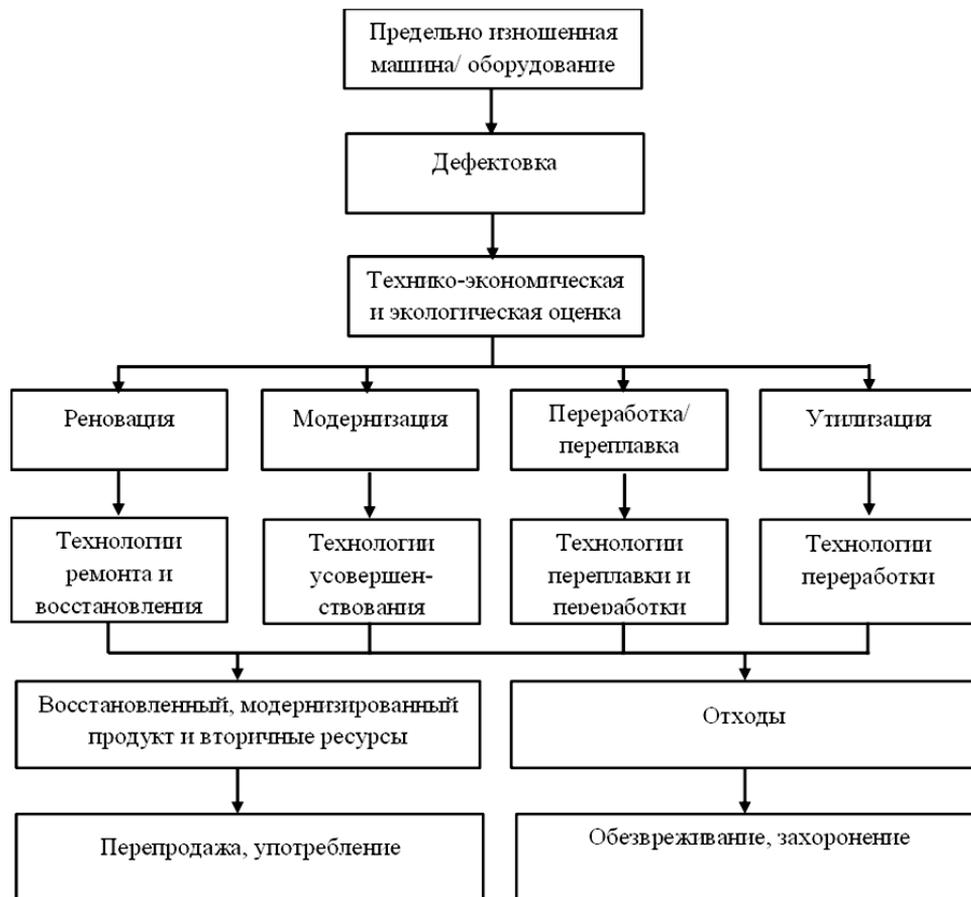 Предельно изношенная
машина/ оборудование
Дефектовка
Технико-экономическая
и экологическая оценка
Реновация
Модернизация
Переработка/
переплавка
Утилизация
Технологии
ремонта и
восстановления
Технологии
усовершен-
ствования
Технологии
переплавки и
переработки
Технологии
переработки
Восстановленный, модернизированный
продукт и вторичные ресурсы
Отходы
Перепродажа, употребление
Обезвреживание, захоронение